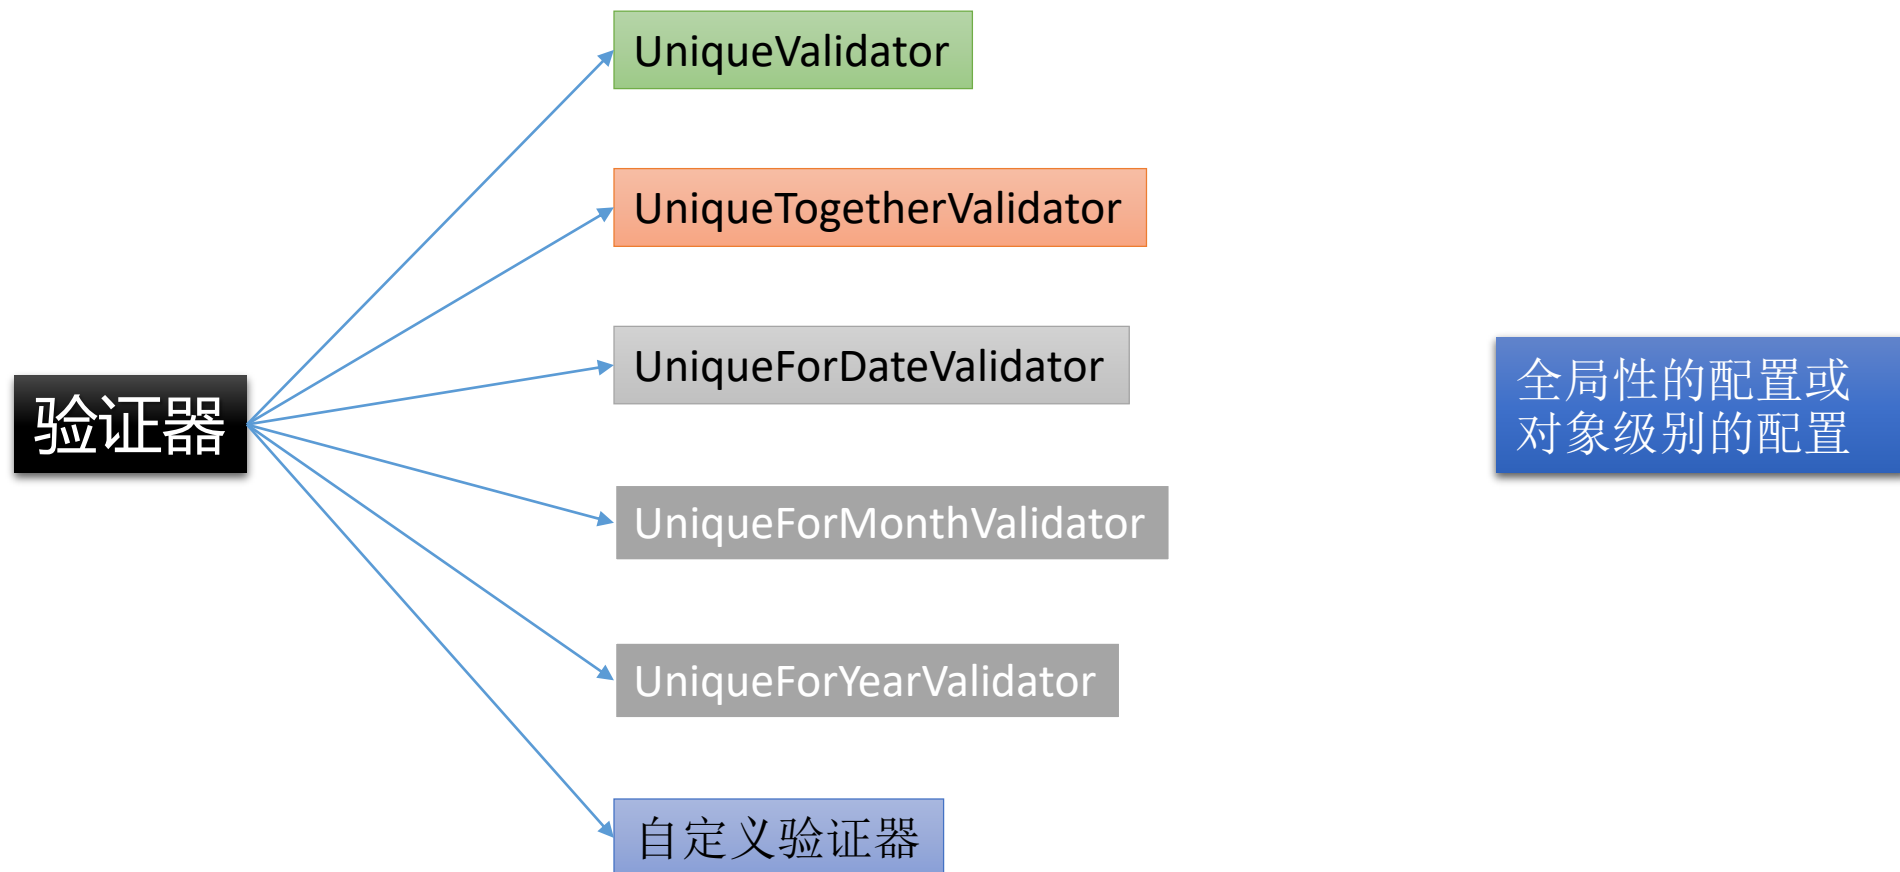 验证器
UniqueValidator
UniqueTogetherValidator
UniqueForDateValidator
UniqueForMonthValidator
UniqueForYearValidator
自定义验证器
全局性的配置或
对象级别的配置